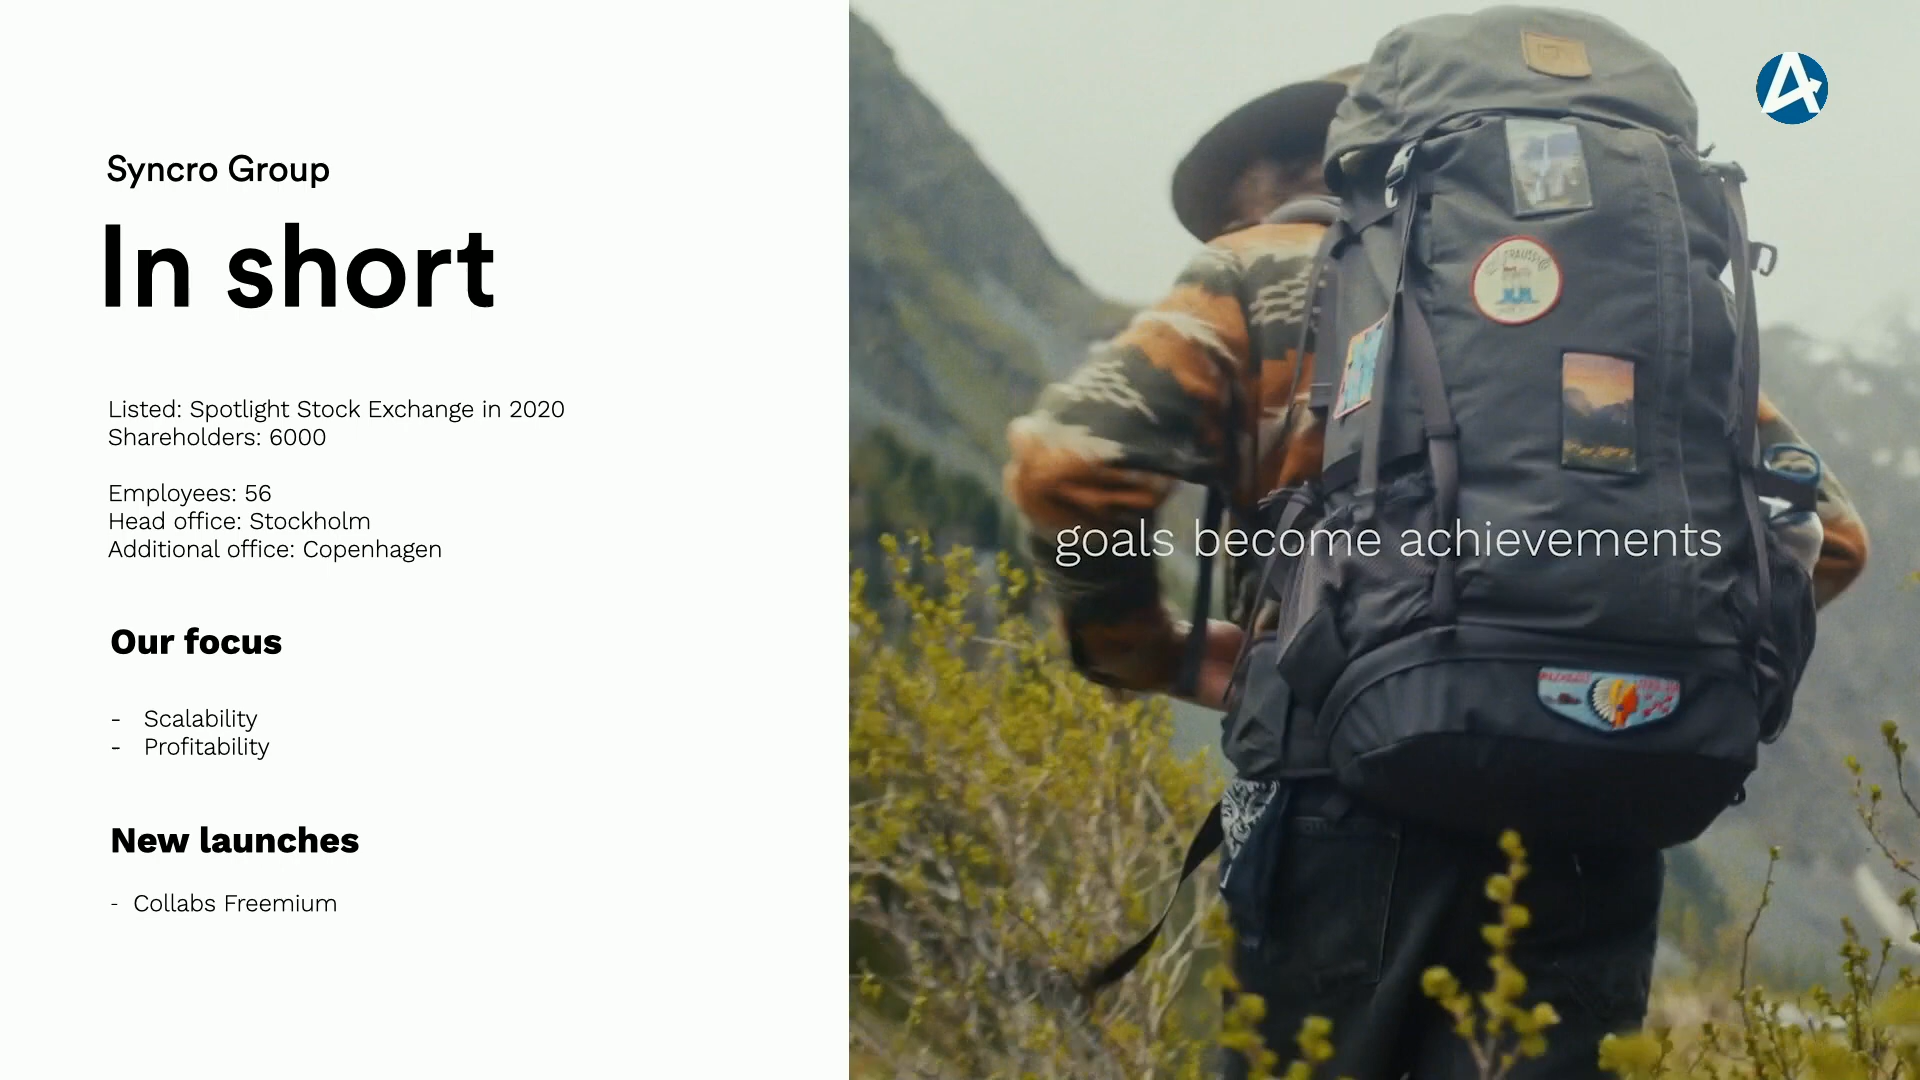 Syncro Group
In short
Listed: Spotlight Stock Exchange in 2020
Shareholders: 6000
Employees: 56
Head office: Stockholm
Additional office: Copenhagen
Our focus
- Scalability
- Profitability
New launches
- Collabs Freemium
goals become achievements